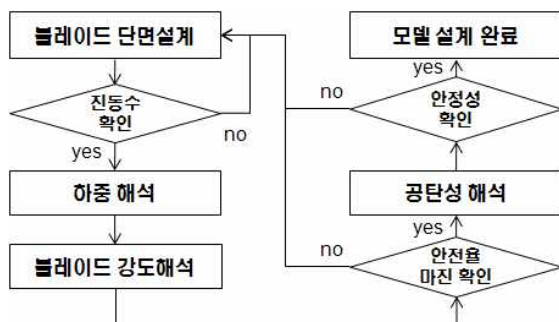 블레이드 단면설계
진동수
확인
no
yes
하중 해석
블레이드 강도해석
모델 설계 완료
yes
no
안정성
확인
공탄성 해석
yes
no
안전율
마진 확인